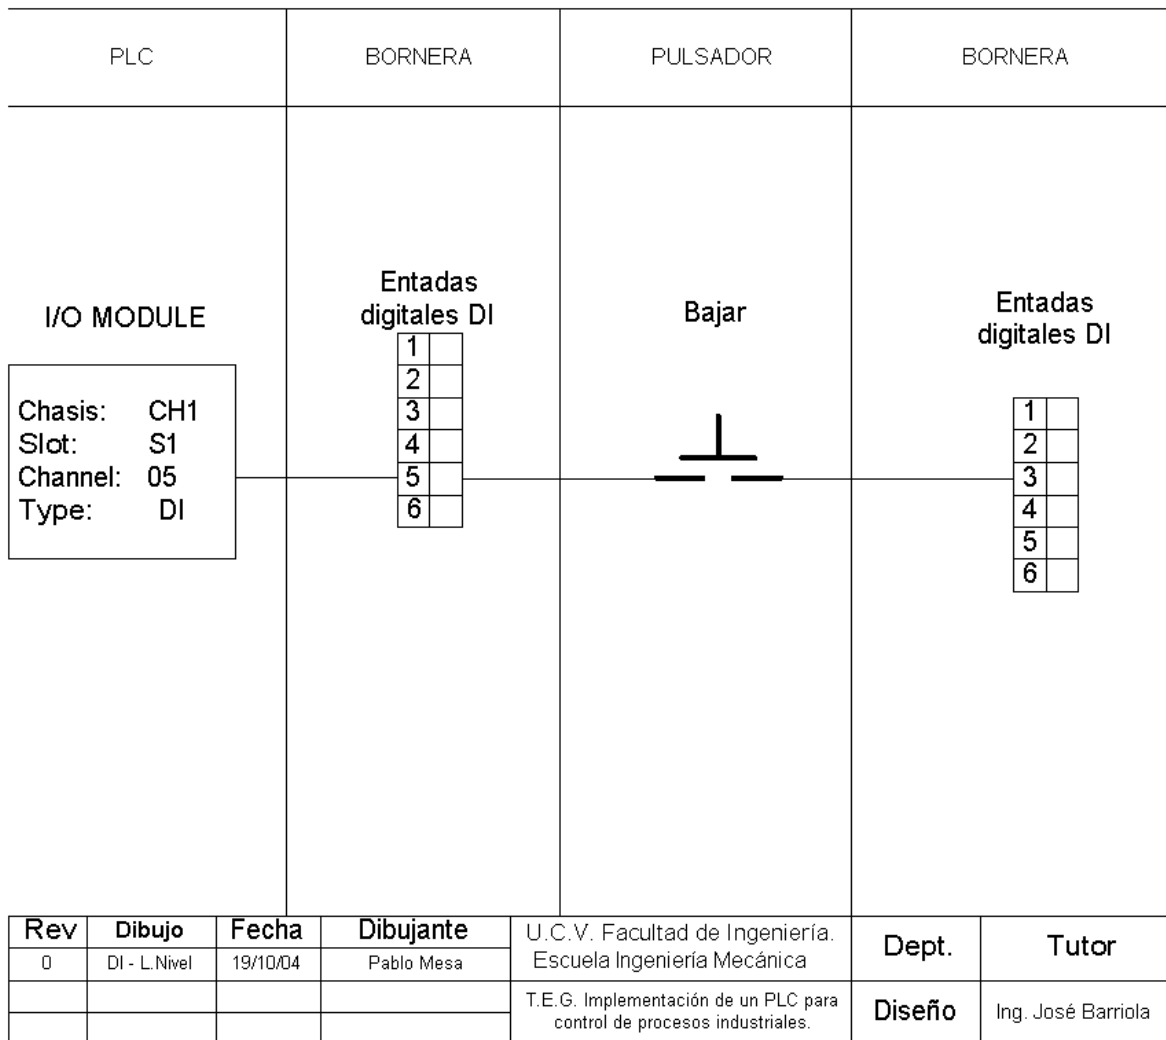 PLC
BORNERA
PULSADOR
BORNERA
I/O MODULE
Chasis: CH1
Slot: S1
Channel: 05
Type: DI
Entadas
digitales DI
1
2
3
4
5
6
Bajar
Entadas
digitales DI
1
2
3
4
5
6
Rev Dibujo Fecha Dibujante
0 DI - L.Nivel 19/10/04 Pablo Mesa
U.C.V. Facultad de Ingeniería.
Escuela Ingeniería Mecánica
T.E.G. Implementación de un PLC para
control de procesos industriales.
Dept. Tutor
Diseño Ing. José Barriola